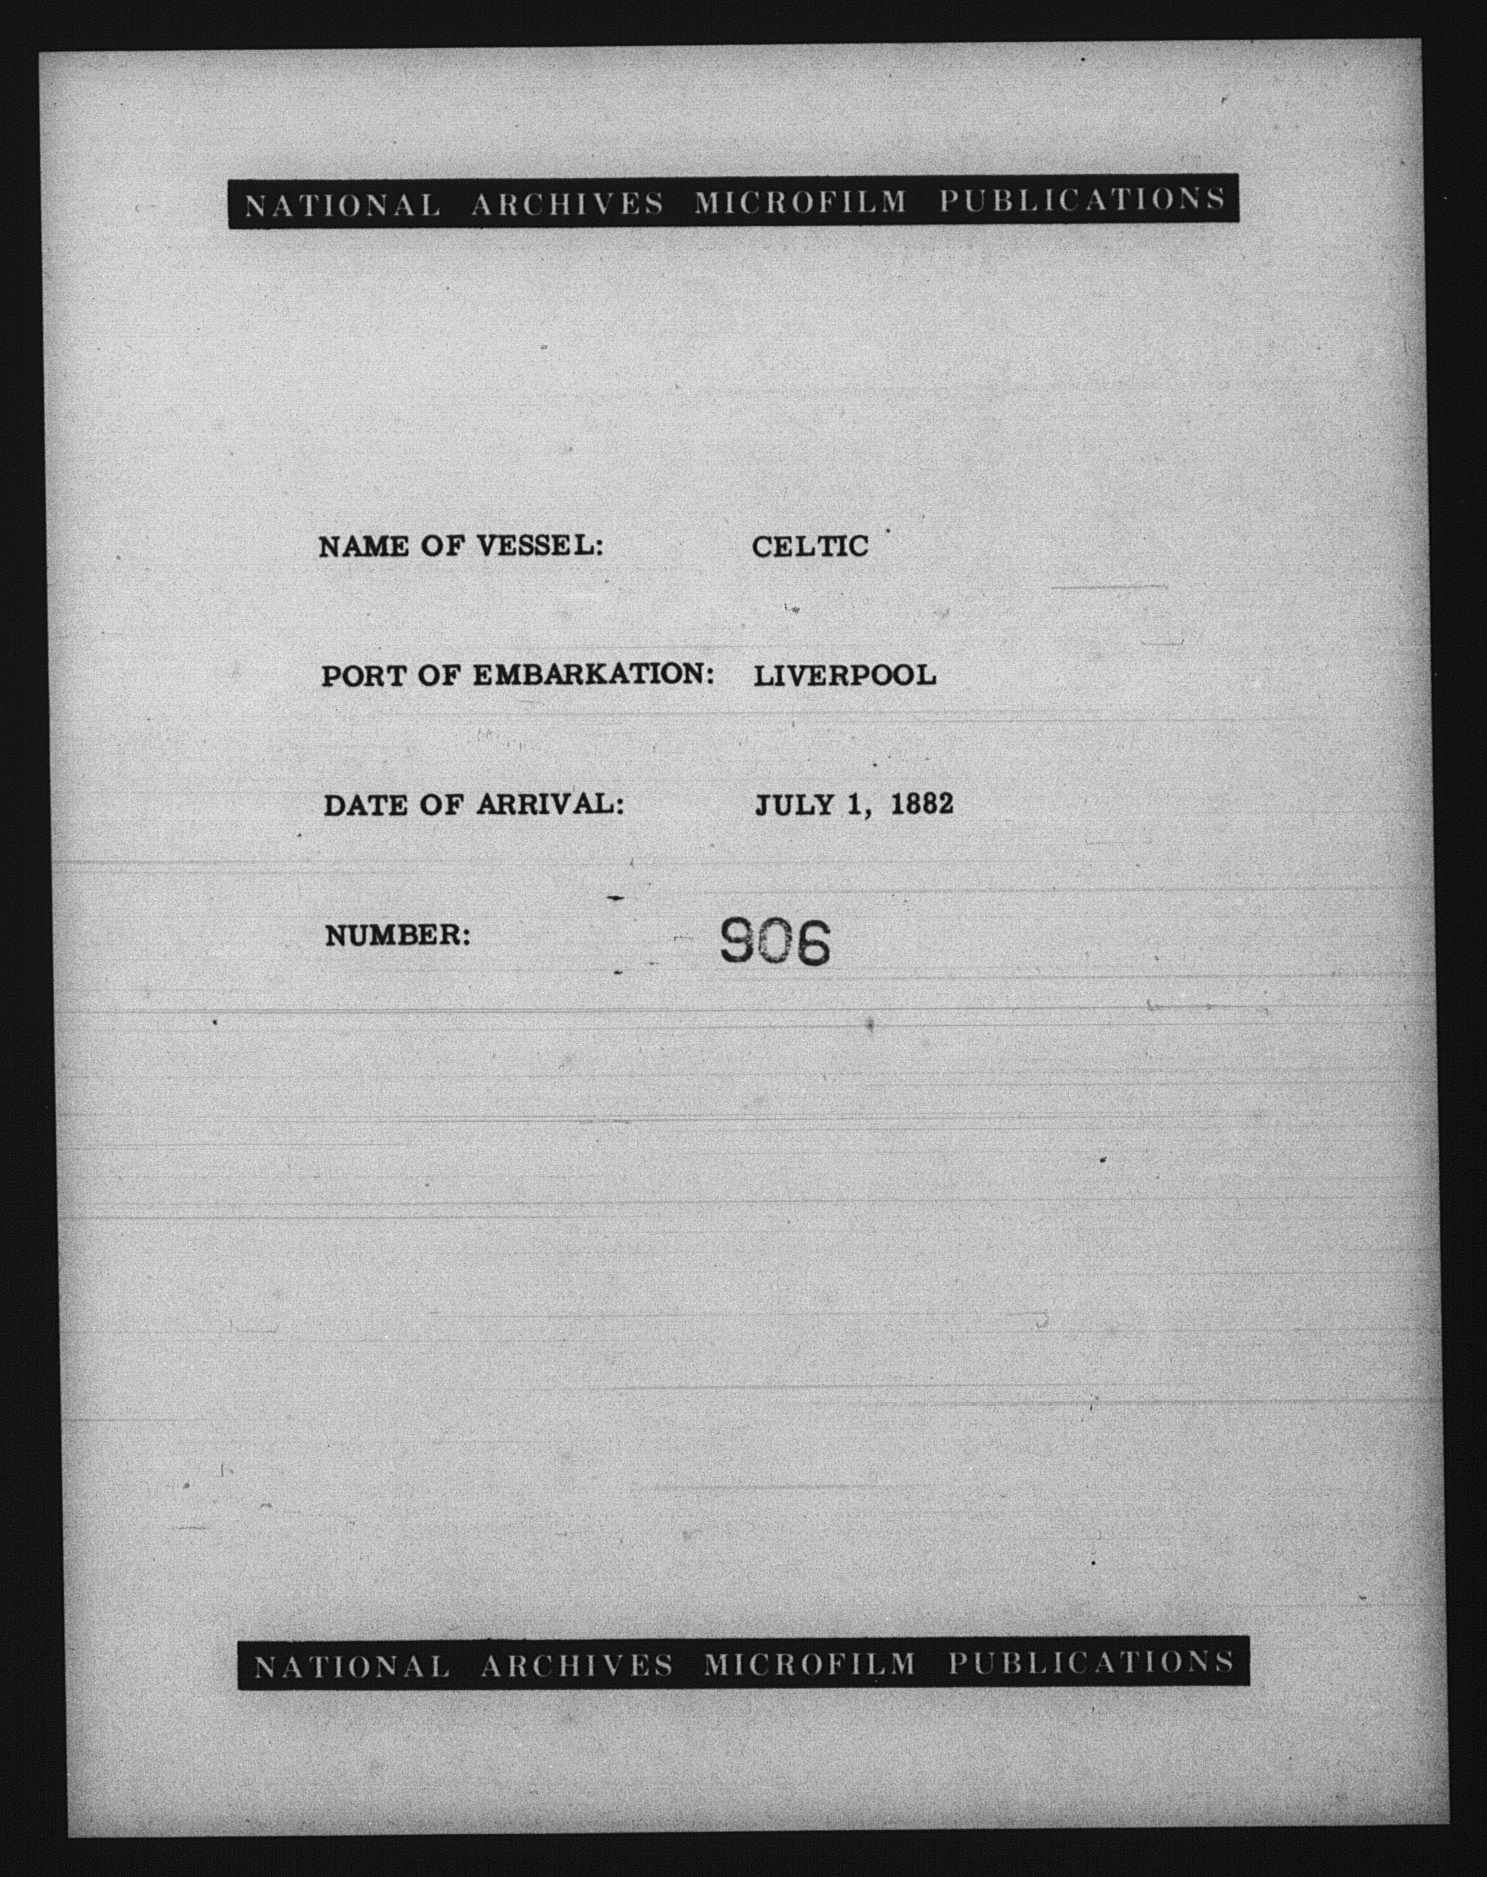 NATIONAL ARCHIVES MICROFILM PUBLICATIONS
NAME OF VESSEL: CELTIC
PORT OF EMBARKATION: LIVERPOOL
DATE OF ARRIVAL: JULY 1, 1882
NUMBER: 906
NATIONAL ARCHIVES MICROFILM PUBLICATIONS